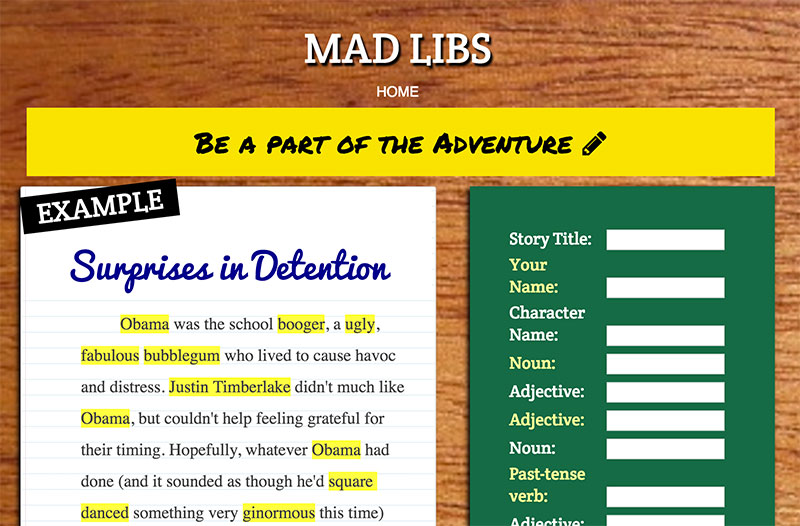 MAD LIBS
HOME
Be a part of the Adventure
EXAMPLE
Surprises in Detention
Obama was the school booger, a ugly,
fabulous bubblegum who lived to cause havoc
and distress. Justin Timberlake didn't much like
Obama, but couldn't help feeling grateful for
their timing. Hopefully, whatever Obama had
done (and it sounded as though he'd square
danced something very ginormous this time)
Story Title:
Your
Name:
Character
Name:
Noun:
Adjective:
Adjective:
Noun:
Past-tense
verb:
Adjective: